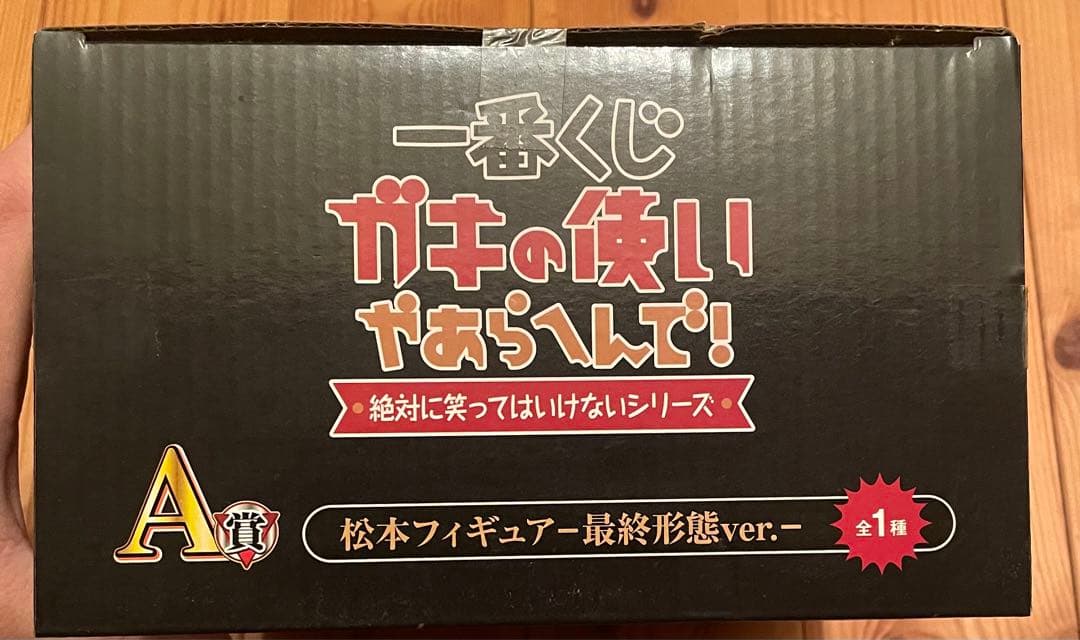 一番くじ
ガキの使い
やあらへんで!
・絶対に笑ってはいけないシリーズ・
A賞
松本フィギュアー最終形態ver.ー
全1種